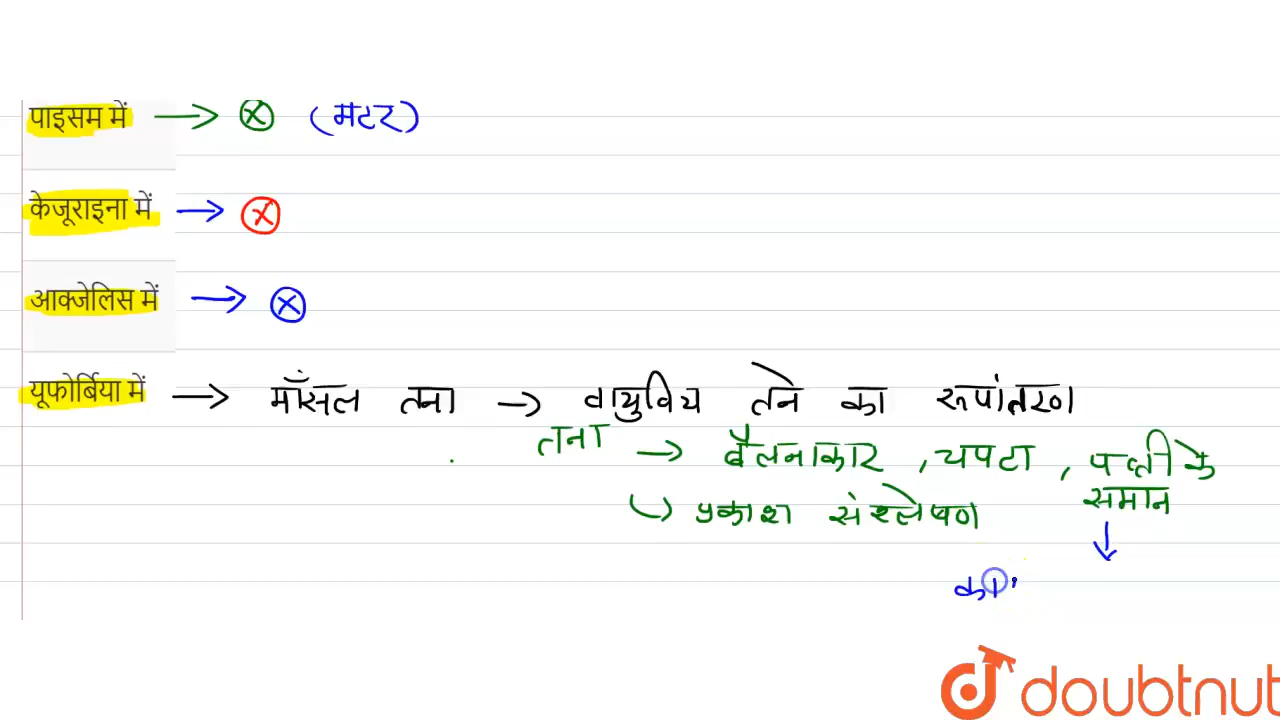 पाइसम में → ⊗ (मटर)
केजूराइना में → ⊗
आक्जेलिस में → ⊗
यूफोर्बिया में → माँसल तना → वायुविय तने का रूपांतरण
तना → बैलनाकार , चपटा , पत्ती के
समान
↳ प्रकाश संश्लेषण
↓
का
doubtnut